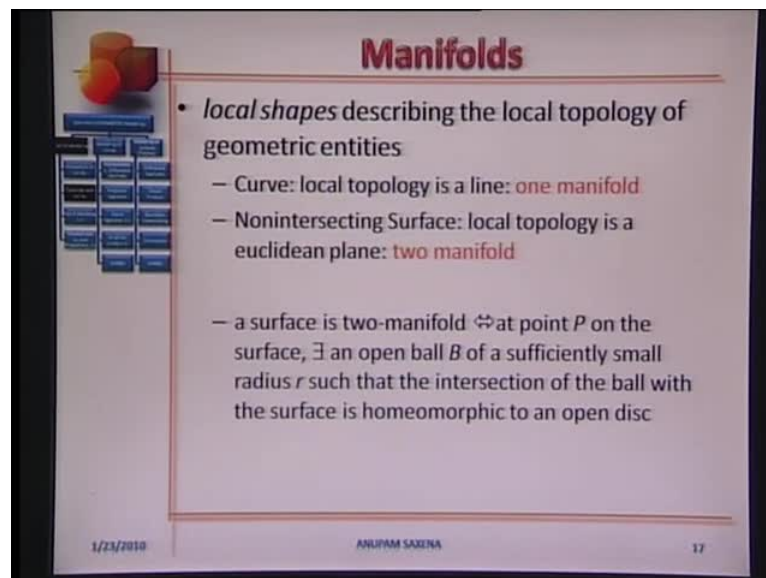 Manifolds
• local shapes describing the local topology of
geometric entities
– Curve: local topology is a line: one manifold
– Nonintersecting Surface: local topology is a
euclidean plane: two manifold
– a surface is two-manifold ⇔at point P on the
surface, ∃ an open ball B of a sufficiently small
radius r such that the intersection of the ball with
the surface is homeomorphic to an open disc
1/23/2010
ANUPAM SAXENA
17